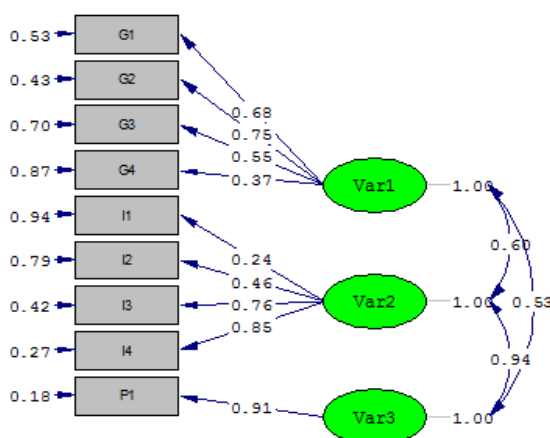 0.53 G1
0.43 G2
0.68
0.75
0.70 G3
0.55
0.87 G4
0.37
Var1 1.00
0.94 I1
0.24
0.60
0.79 I2
0.46
0.42 I3
0.76
Var2 1.00 0.53
0.85
0.27 I4
0.94
0.18 P1
0.91
Var3 1.00